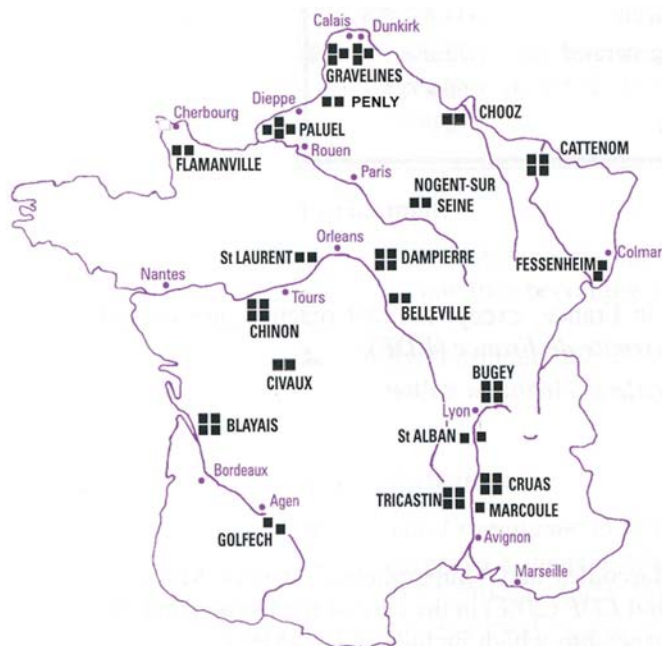 Calais
Dunkirk
GRAVELINES
Dieppe
PENLY
Cherbourg
PALUEL
CHOOZ
Rouen
FLAMANVILLE
CATTENOM
Paris
NOGENT-SUR
SEINE
Orleans
St LAURENT
DAMPIERRE
Colmar
FESSENHEIM
Nantes
Tours
BELLEVILLE
CHINON
CIVAUX
BUGEY
Lyon
BLAYAIS
St ALBAN
Bordeaux
CRUAS
TRICASTIN
Agen
MARCOULE
GOLFECH
Avignon
Marseille